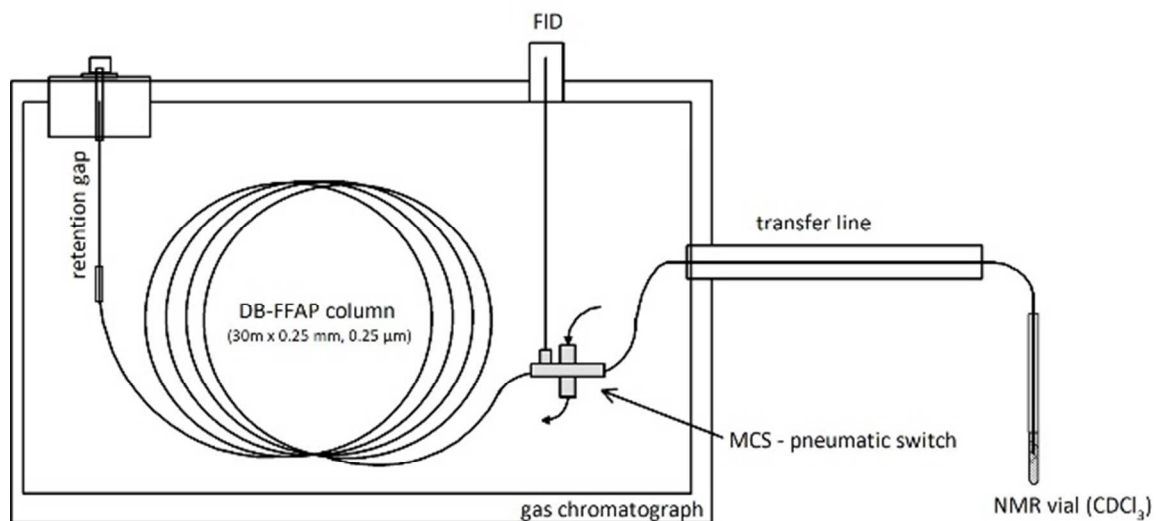 FID
retention gap
transfer line
DB-FFAP column
(30m x 0.25 mm, 0.25 µm)
MCS - pneumatic switch
gas chromatograph
NMR vial (CDCl₃)